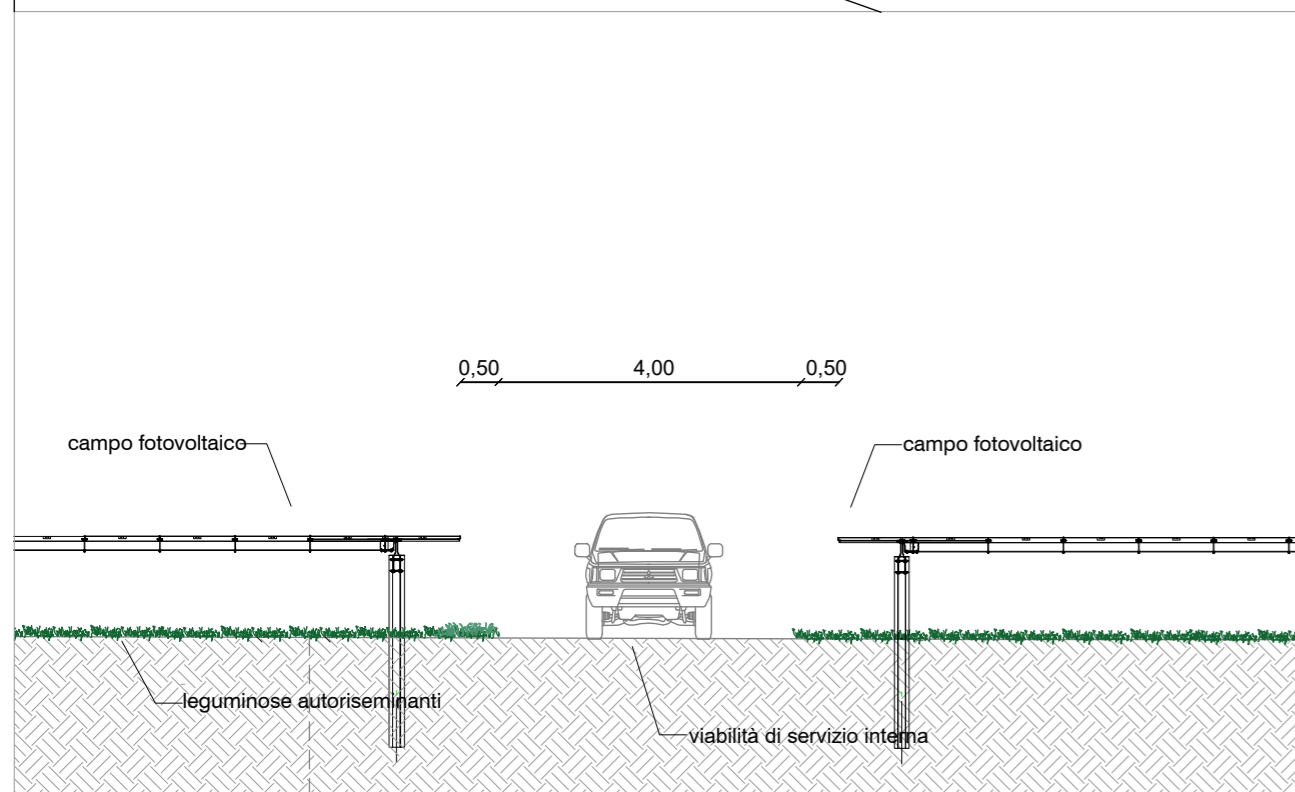 0,50 4,00 0,50
campo fotovoltaico
campo fotovoltaico
leguminose autoriseminanti
viabilità di servizio interna